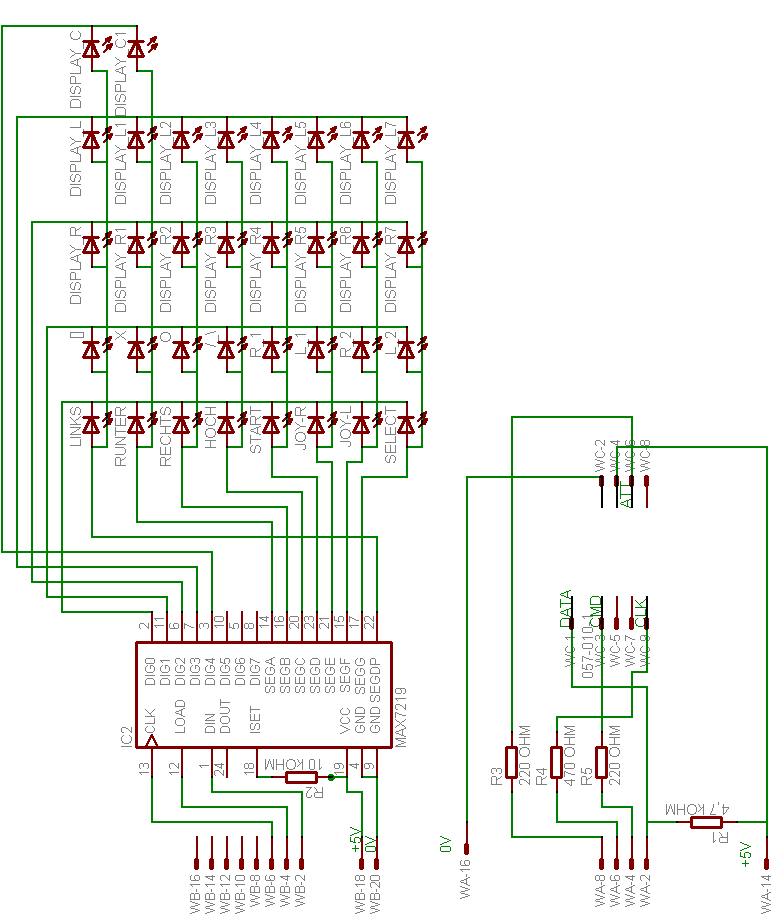 DISPLAY_C
DISPLAY_C1
DISPLAY_L
DISPLAY_L1
DISPLAY_L2
DISPLAY_L3
DISPLAY_L4
DISPLAY_L5
DISPLAY_L6
DISPLAY_L7
DISPLAY_R
DISPLAY_R1
DISPLAY_R2
DISPLAY_R3
DISPLAY_R4
DISPLAY_R5
DISPLAY_R6
DISPLAY_R7
[]
X
O
/\
R_1
L_1
R_2
L_2
LINKS
RUNTER
RECHTS
HOCH
START
JOY-R
JOY-L
SELECT
WC-2
WC-4
WC-6
WC-8
ATT
DATA
CMD
CLK
WC-1
057-010-1
WC-3
WC-5
WC-7
WC-9
2
11
6
7
3
10
5
8
14
16
20
23
21
15
17
22
DIG0
DIG1
DIG2
DIG3
DIG4
DIG5
DIG6
DIG7
SEGA
SEGB
SEGC
SEGD
SEGE
SEGF
SEGG
SEGDP
IC2
CLK
LOAD
DIN
DOUT
ISET
VCC
GND
GND
MAX7219
13
12
1
24
18
19
4
9
10 kOHM
R2
R3
220 OHM
R4
470 OHM
R5
220 OHM
4,7 kOHM
R1
+5V
0V
0V
+5V
WB-16
WB-14
WB-12
WB-10
WB-8
WB-6
WB-4
WB-2
WB-18
WB-20
WA-16
WA-8
WA-6
WA-4
WA-2
WA-14